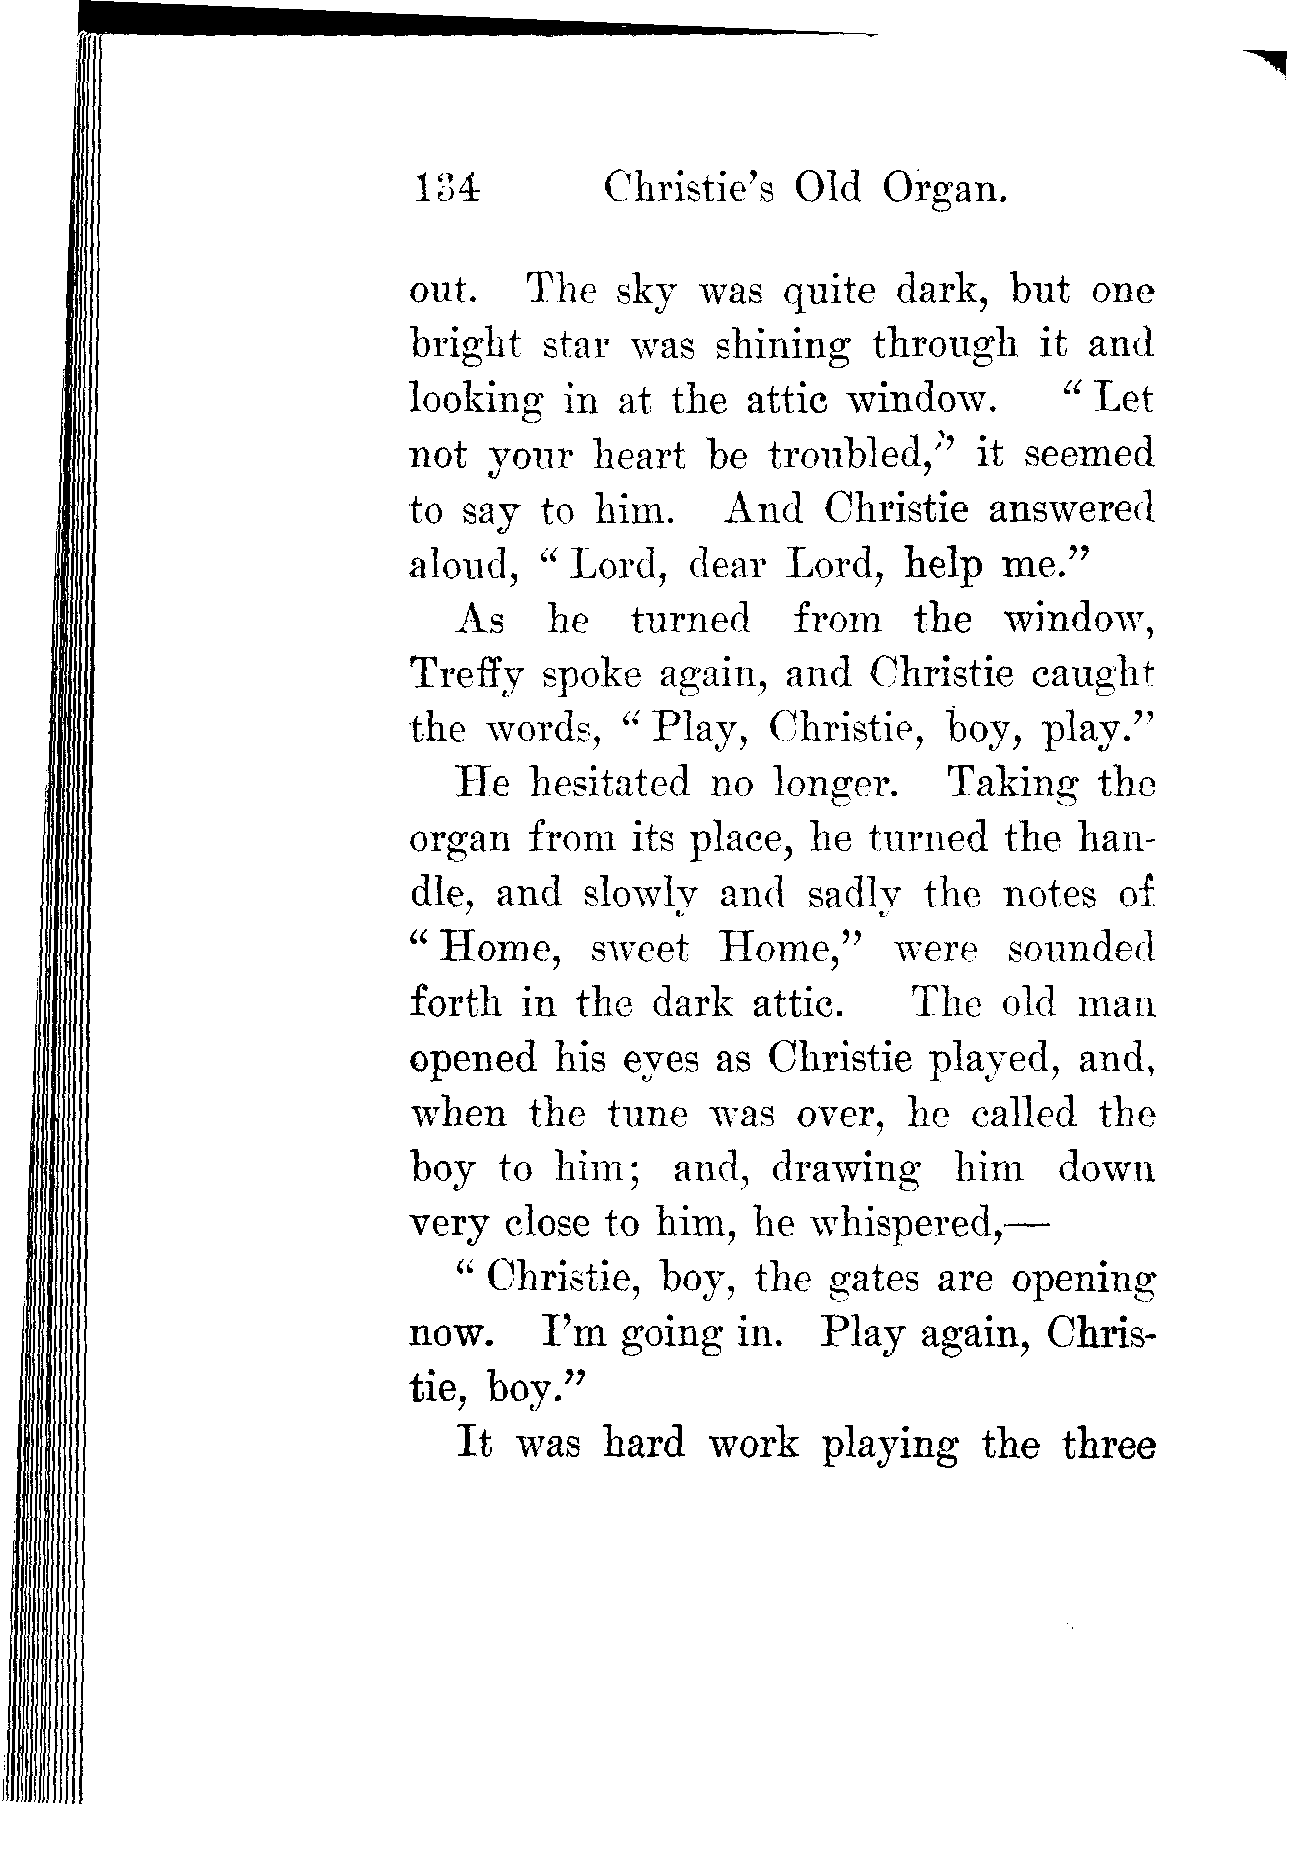 134 Christie's Old Organ.
out. The sky was quite dark, but one
bright star was shining through it and
looking in at the attic window. "Let
not your heart be troubled," it seemed
to say to him. And Christie answered
aloud, "Lord, dear Lord, help me."
As he turned from the window,
Treffy spoke again, and Christie caught
the words, "Play, Christie, boy, play."
He hesitated no longer. Taking the
organ from its place, he turned the han-
dle, and slowly and sadly the notes of
"Home, sweet Home," were sounded
forth in the dark attic. The old man
opened his eyes as Christie played, and,
when the tune was over, he called the
boy to him; and, drawing him down
very close to him, he whispered,—
"Christie, boy, the gates are opening
now. I'm going in. Play again, Chris-
tie, boy."
It was hard work playing the three